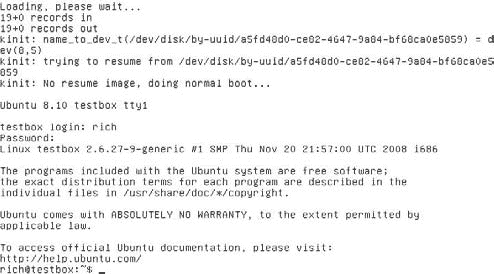 Loading, please wait...
19+0 records in
19+0 records out
kinit: name_to_dev_t(/dev/disk/by-uuid/a5fd40d0-ce02-4647-9a04-bf60ca0e5059) = d
ev(8,5)
kinit: trying to resume from /dev/disk/by-uuid/a5fd40d0-ce02-4647-9a04-bf60ca0e5
059
kinit: No resume image, doing normal boot...
Ubuntu 8.10 testbox tty1
testbox login: rich
Password:
Linux testbox 2.6.27-9-generic #1 SMP Thu Nov 20 21:57:00 UTC 2008 i686
The programs included with the Ubuntu system are free software;
the exact distribution terms for each program are described in the
individual files in /usr/share/doc/*/copyright.
Ubuntu comes with ABSOLUTELY NO WARRANTY, to the extent permitted by
applicable law.
To access official Ubuntu documentation, please visit:
http://help.ubuntu.com/
rich@testbox:~$ _